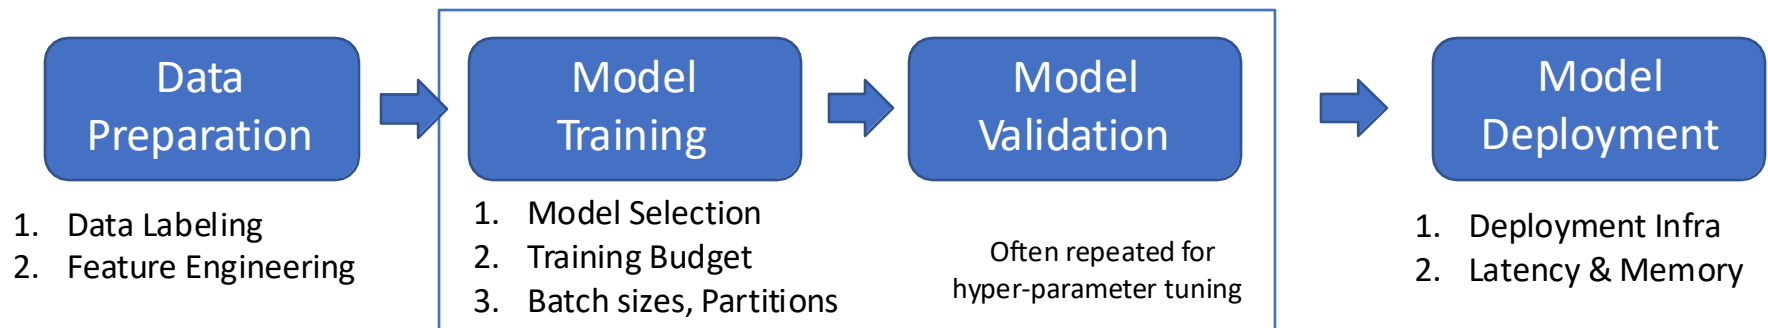 Data
Preparation
Model
Training
Model
Validation
Model
Deployment
1. Data Labeling
2. Feature Engineering
1. Model Selection
2. Training Budget
3. Batch sizes, Partitions
Often repeated for
hyper-parameter tuning
1. Deployment Infra
2. Latency & Memory